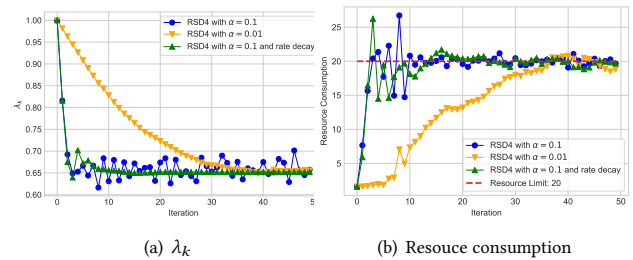 1.00
0.95
0.90
0.85
0.80
0.75
0.70
0.65
0.60
λk
RSD4 with α = 0.1
RSD4 with α = 0.01
RSD4 with α = 0.1 and rate decay
0
10
20
30
40
50
Iteration
(a) λk
25
20
15
10
5
Resource Consumption
RSD4 with α = 0.1
RSD4 with α = 0.01
RSD4 with α = 0.1 and rate decay
Resource Limit: 20
0
10
20
30
40
50
Iteration
(b) Resouce consumption